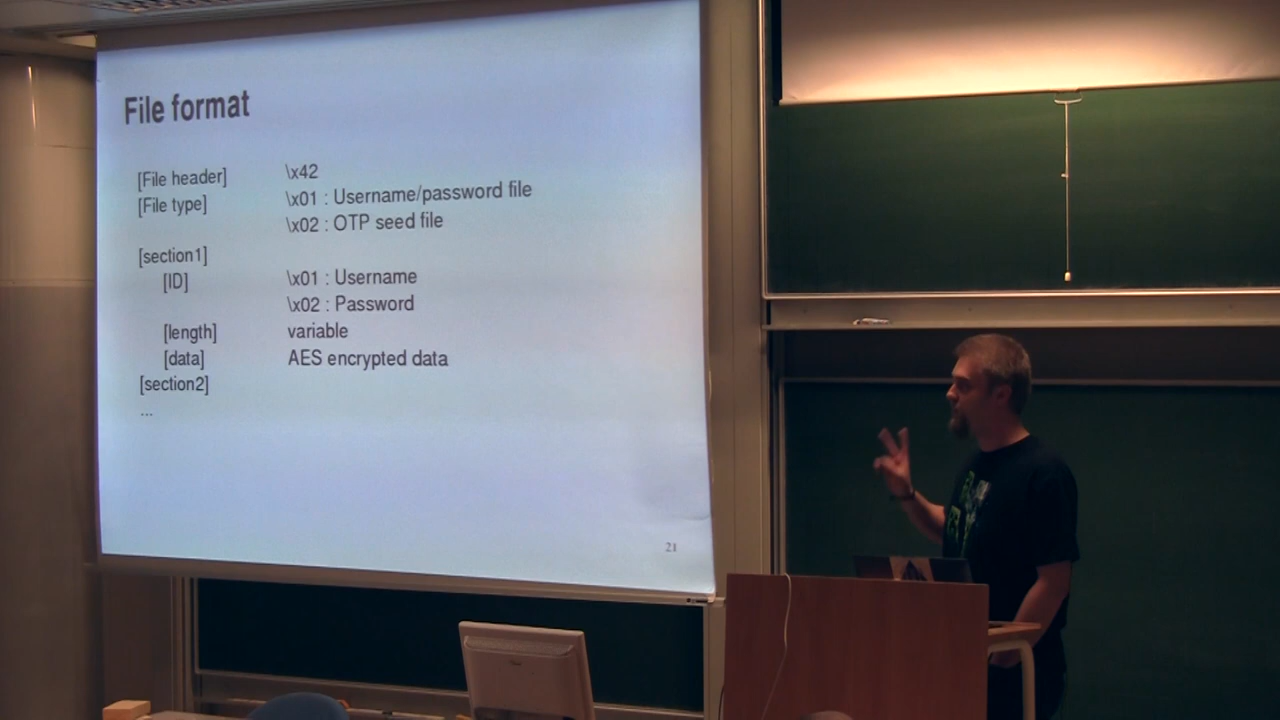 File format
[File header] \x42
[File type] \x01 : Username/password file
\x02 : OTP seed file
[section1]
[ID] \x01 : Username
\x02 : Password
[length] variable
[data] AES encrypted data
[section2]
...
21